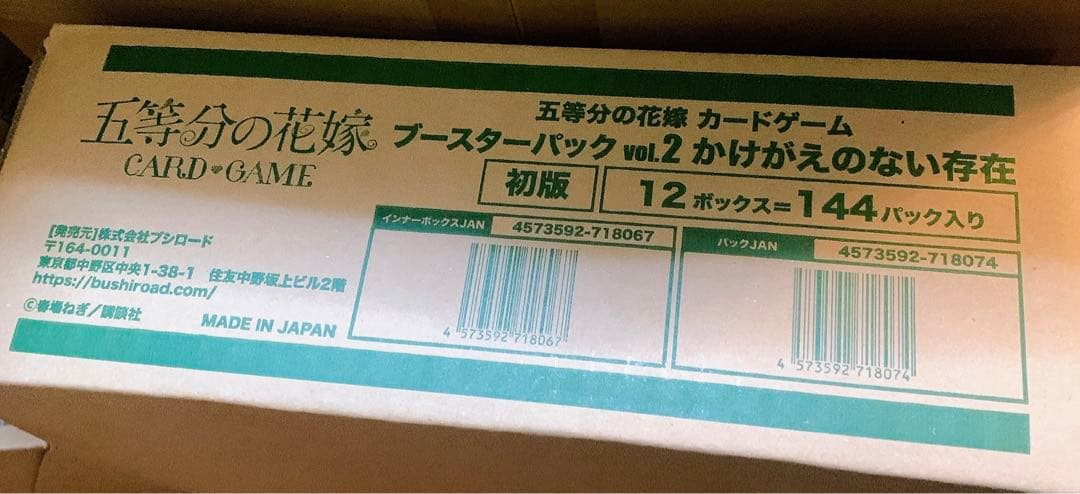 五等分の花嫁
CARD♥GAME
五等分の花嫁 カードゲーム
ブースターパック vol.2 かけがえのない存在
初版
12ボックス=144パック入り
[発売元]株式会社ブシロード
〒164-0011
東京都中野区中央1-38-1 住友中野坂上ビル2階
https://bushiroad.com/
©春場ねぎ/講談社
MADE IN JAPAN
インナーボックスJAN 4573592-718067
4 573592 718067
パックJAN 4573592-718074
4 573592 718074